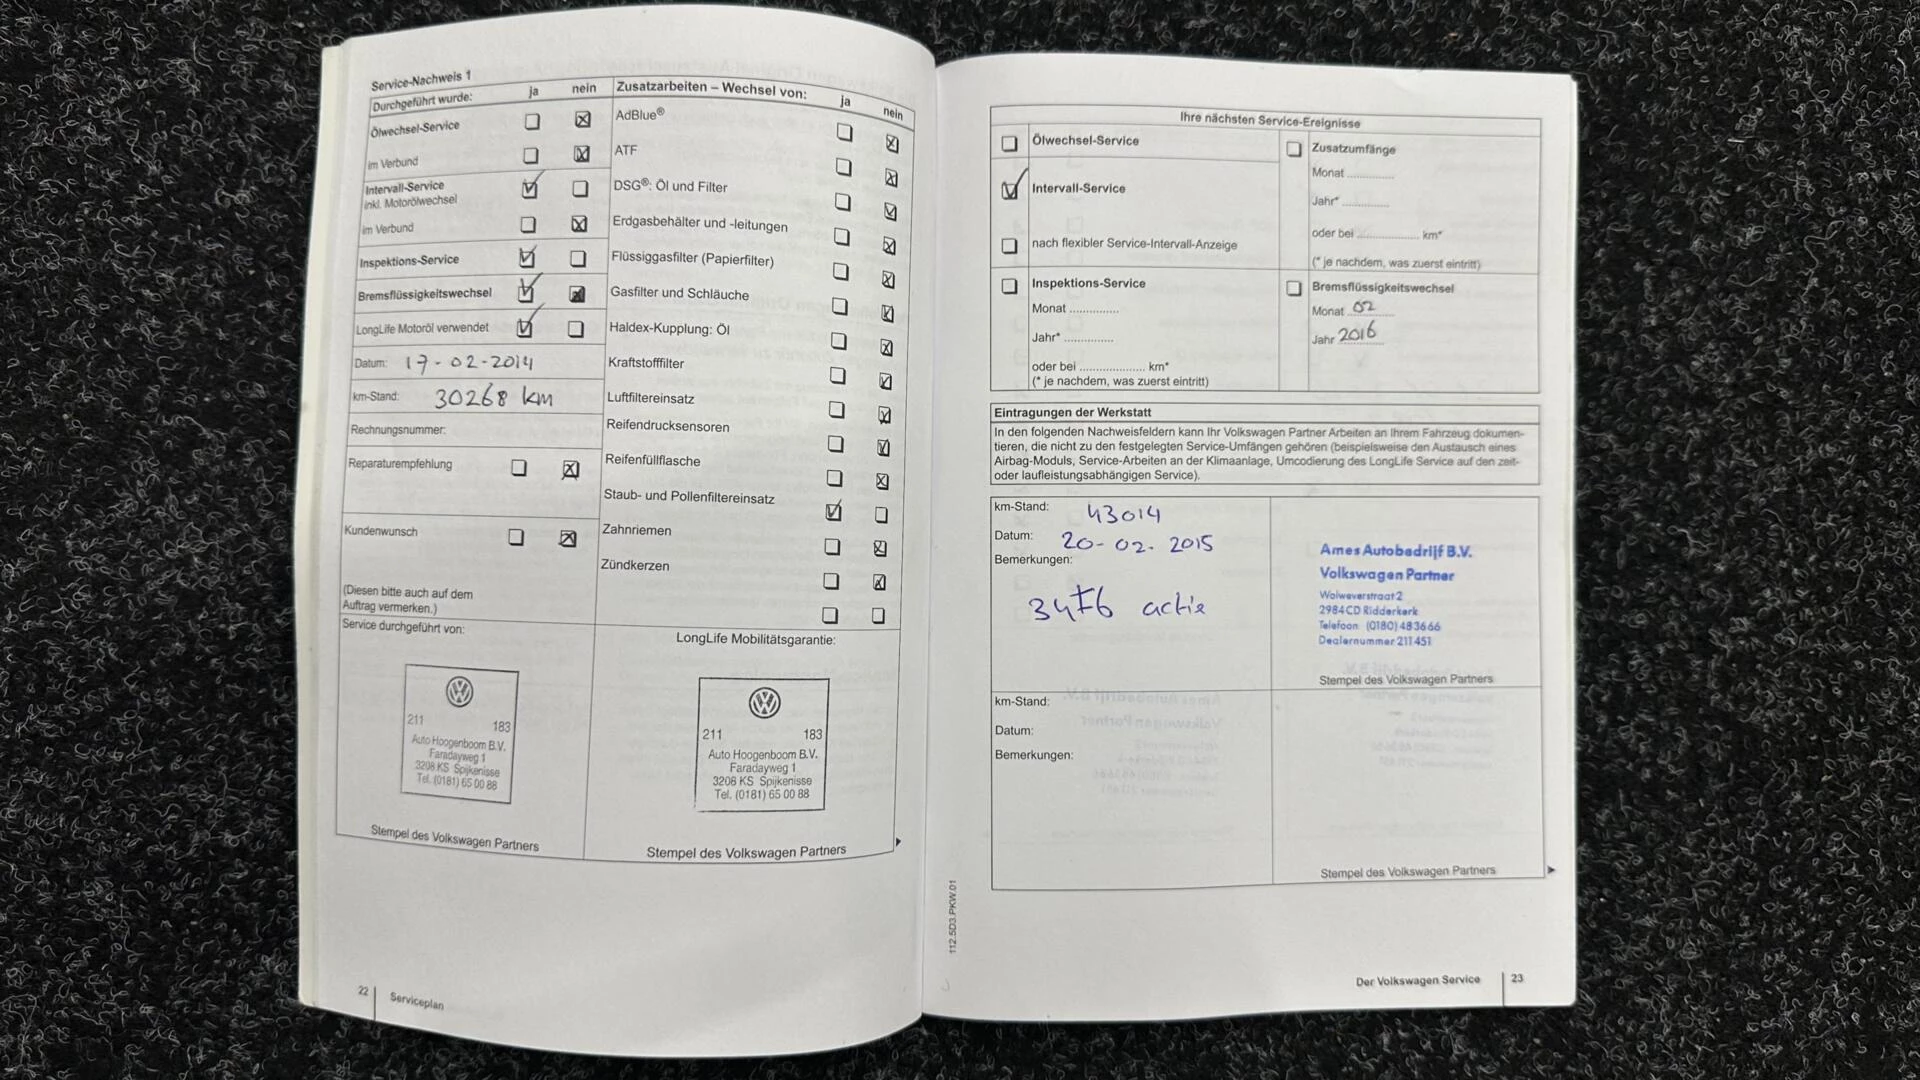 Service-Nachweis 1
Durchgeführt wurde: ja nein
Ölwechsel-Service
im Verbund
Intervall-Service
inkl. Motorölwechsel
im Verbund
Inspektions-Service
Bremsflüssigkeitswechsel
LongLife Motoröl verwendet
Datum: 17-02-2014
km-Stand: 30268 km
Rechnungsnummer:
Reparaturempfehlung
Kundenwunsch
(Diesen bitte auch auf dem
Auftrag vermerken.)
Service durchgeführt von:
211 183
Auto Hoogenboom B.V.
Faradayweg 1
3208 KS Spijkenisse
Tel. (0181) 65 00 88
Stempel des Volkswagen Partners
Zusatzarbeiten – Wechsel von: ja nein
AdBlue®
ATF
DSG®: Öl und Filter
Erdgasbehälter und -leitungen
Flüssiggasfilter (Papierfilter)
Gasfilter und Schläuche
Haldex-Kupplung: Öl
Kraftstofffilter
Luftfiltereinsatz
Reifendrucksensoren
Reifenfüllflasche
Staub- und Pollenfiltereinsatz
Zahnriemen
Zündkerzen
LongLife Mobilitätsgarantie:
211 183
Auto Hoogenboom B.V.
Faradayweg 1
3208 KS Spijkenisse
Tel. (0181) 65 00 88
Stempel des Volkswagen Partners
22 Serviceplan
Ihre nächsten Service-Ereignisse
Ölwechsel-Service
Intervall-Service
nach flexibler Service-Intervall-Anzeige
Inspektions-Service
Monat ...............
Jahr* ..............
oder bei .................... km*
(* je nachdem, was zuerst eintritt)
Zusatzumfänge
Monat ..............
Jahr* ..............
oder bei ................... km*
(* je nachdem, was zuerst eintritt)
Bremsflüssigkeitswechsel
Monat 02
Jahr 2016
Eintragungen der Werkstatt
In den folgenden Nachweisfeldern kann Ihr Volkswagen Partner Arbeiten an Ihrem Fahrzeug dokumen-
tieren, die nicht zu den festgelegten Service-Umfängen gehören (beispielsweise den Austausch eines
Airbag-Moduls, Service-Arbeiten an der Klimaanlage, Umcodierung des LongLife Service auf den zeit-
oder laufleistungsabhängigen Service).
km-Stand: 43014
Datum: 20-02-2015
Bemerkungen:
actie
Ames Autobedrijf B.V.
Volkswagen Partner
Wolweverstraat 2
2984 CD Ridderkerk
Telefoon (0180) 483666
Dealernummer 211451
Stempel des Volkswagen Partners
km-Stand:
Datum:
Bemerkungen:
Stempel des Volkswagen Partners
112.5D3.PKW.01
Der Volkswagen Service 23